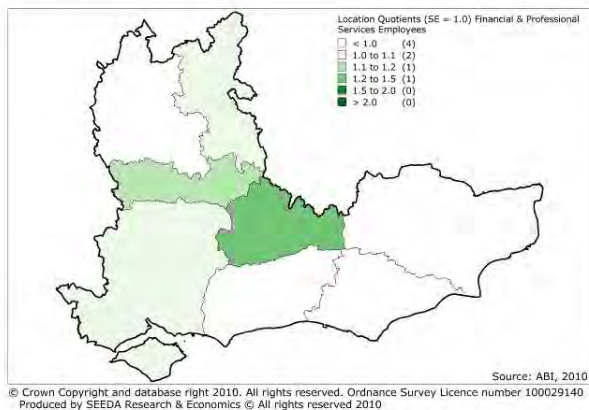 Location Quotients (SE = 1.0) Financial & Professional
Services Employees
< 1.0 (4)
1.0 to 1.1 (2)
1.1 to 1.2 (1)
1.2 to 1.5 (1)
1.5 to 2.0 (0)
> 2.0 (0)
Source: ABI, 2010
© Crown Copyright and database right 2010. All rights reserved. Ordnance Survey Licence number 100029140
Produced by SEEDA Research & Economics © All rights reserved 2010